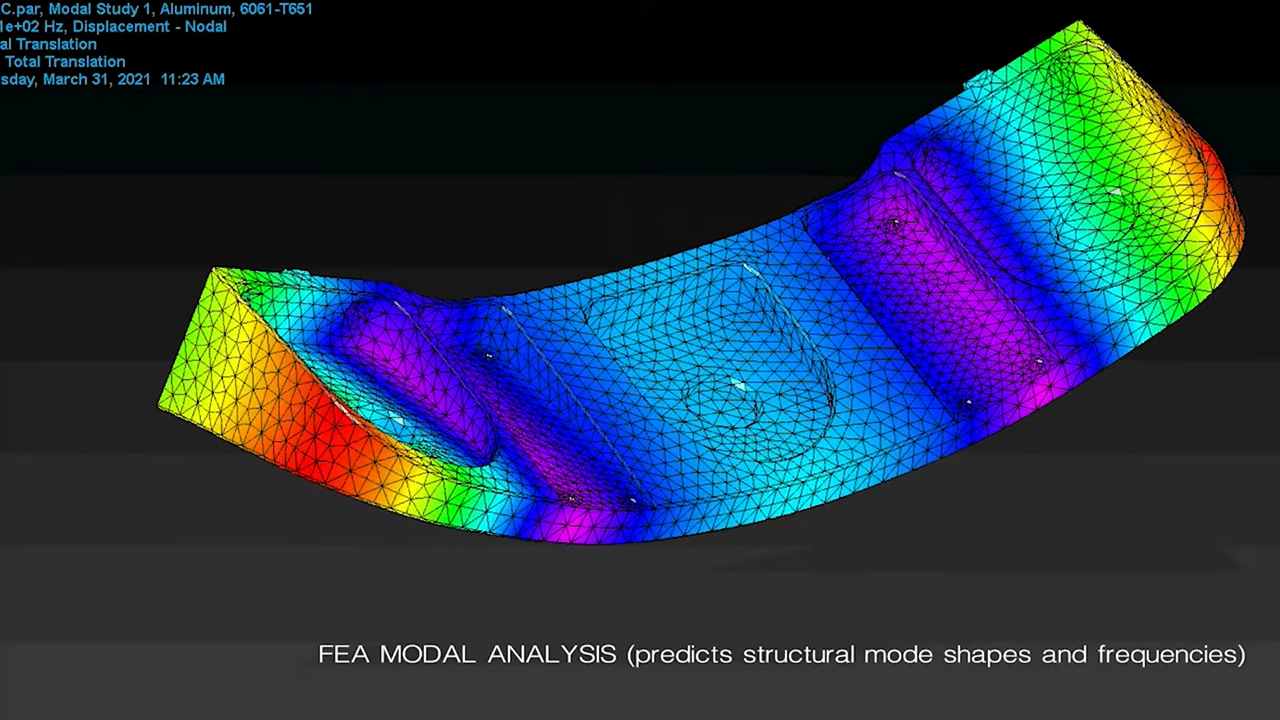 C.par, Modal Study 1, Aluminum, 6061-T651
1e+02 Hz, Displacement - Nodal
al Translation
Total Translation
sday, March 31, 2021 11:23 AM
FEA MODAL ANALYSIS (predicts structural mode shapes and frequencies)